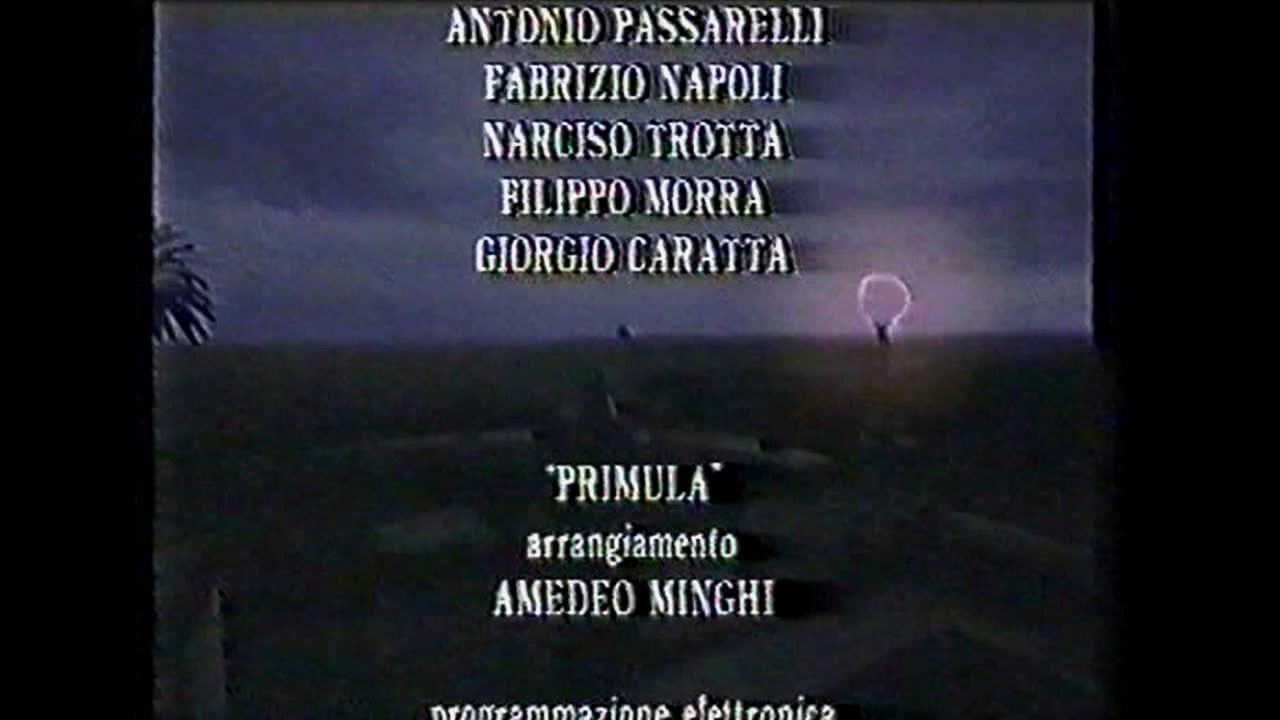 ANTONIO PASSARELLI
FABRIZIO NAPOLI
NARCISO TROTTA
FILIPPO MORRA
GIORGIO CARATTA
"PRIMULA"
arrangiamento
AMEDEO MINGHI
programmazione elettronica